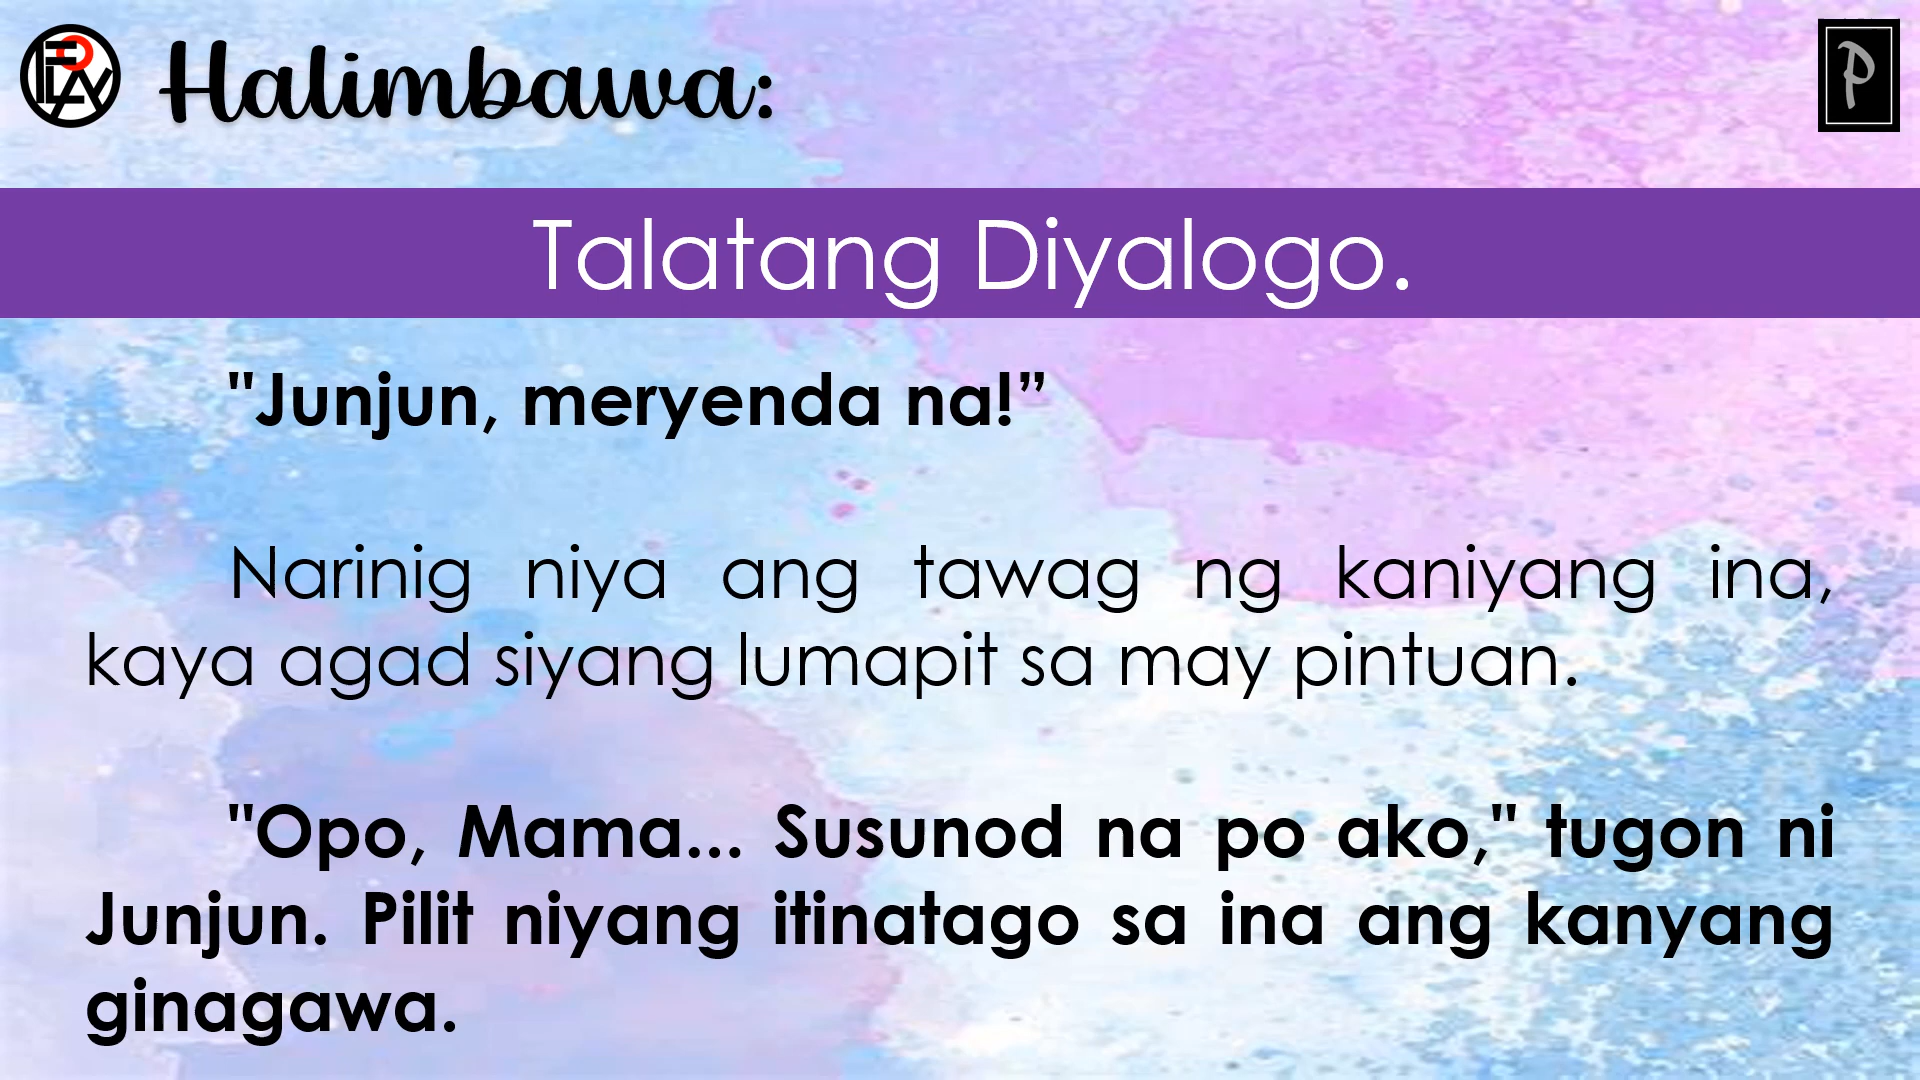 Halimbawa:
P
Talatang Diyalogo.
"Junjun, meryenda na!”
Narinig niya ang tawag ng kaniyang ina,
kaya agad siyang lumapit sa may pintuan.
"Opo, Mama... Susunod na po ako," tugon ni
Junjun. Pilit niyang itinatago sa ina ang kanyang
ginagawa.